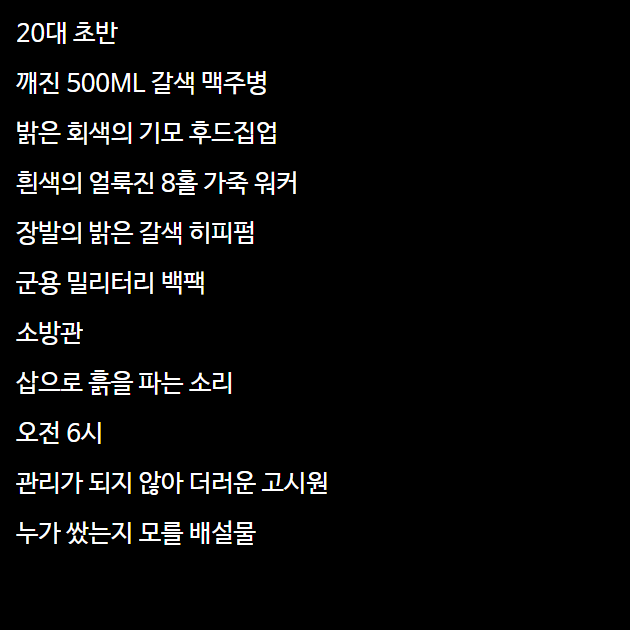 20대 초반
깨진 500ML 갈색 맥주병
밝은 회색의 기모 후드집업
흰색의 얼룩진 8홀 가죽 워커
장발의 밝은 갈색 히피펌
군용 밀리터리 백팩
소방관
삽으로 흙을 파는 소리
오전 6시
관리가 되지 않아 더러운 고시원
누가 쌌는지 모를 배설물